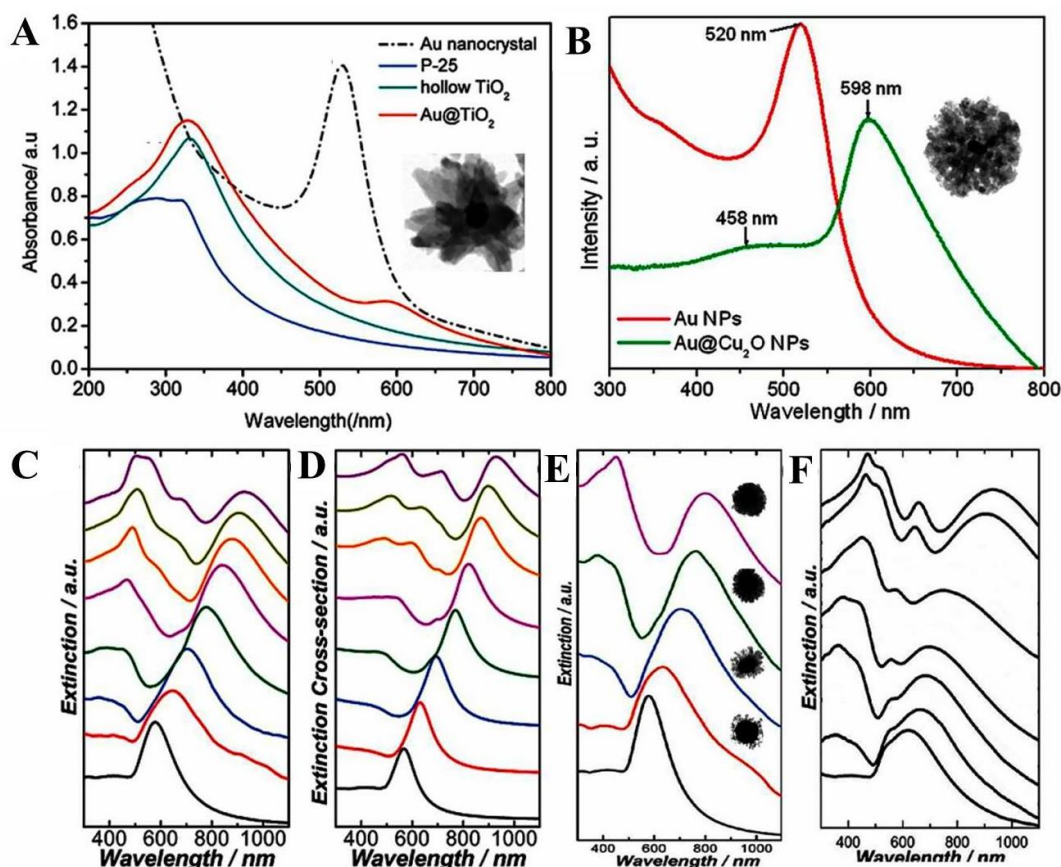 A
1.6
1.4
1.2
1.0
0.8
0.6
0.4
0.2
0.0
Absorbance/ a.u
Au nanocrystal
P-25
hollow TiO₂
Au@TiO₂
200 300 400 500 600 700 800
Wavelength(/nm)
B
520 nm
598 nm
458 nm
Intensity / a. u.
Au NPs
Au@Cu₂O NPs
300 400 500 600 700 800
Wavelength / nm
C
Extinction / a.u.
400 600 800 1000
Wavelength / nm
D
Extinction Cross-section / a.u.
400 600 800 1000
Wavelength / nm
E
Extinction / a.u.
400 600 800 1000
Wavelength / nm
F
Extinction / a.u.
400 600 800 1000
Wavelength / nm